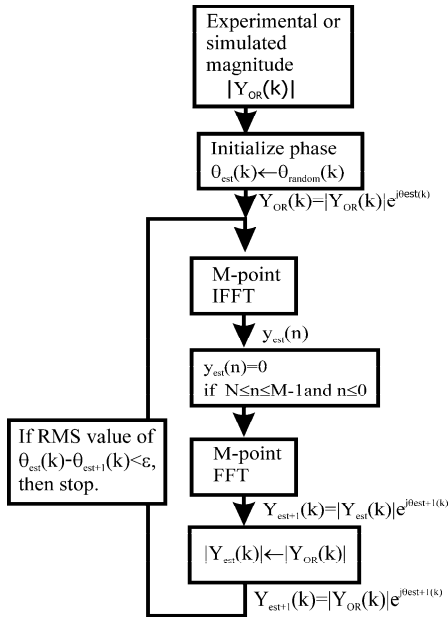 Experimental or
simulated
magnitude
|Y_OR(k)|
Initialize phase
θ_est(k)←θ_random(k)
Y_OR(k)=|Y_OR(k)|e^jθest(k)
M-point
IFFT
y_est(n)
y_est(n)=0
if N≤n≤M-1and n≤0
If RMS value of
θ_est(k)-θ_est+1(k)<ε,
then stop.
M-point
FFT
Y_est+1(k)=|Y_est(k)|e^jθest+1(k)
|Y_est(k)|←|Y_OR(k)|
Y_est+1(k)=|Y_OR(k)|e^jθest+1(k)